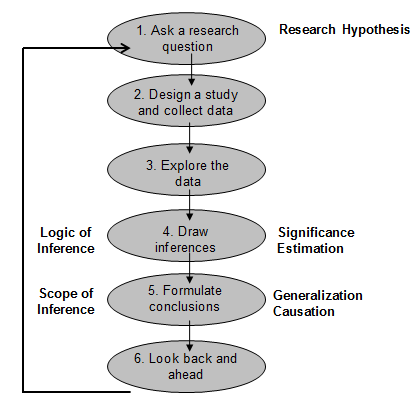 1. Ask a research
question
Research Hypothesis
2. Design a study
and collect data
3. Explore the
data
Logic of
Inference
4. Draw
inferences
Significance
Estimation
Scope of
Inference
5. Formulate
conclusions
Generalization
Causation
6. Look back and
ahead